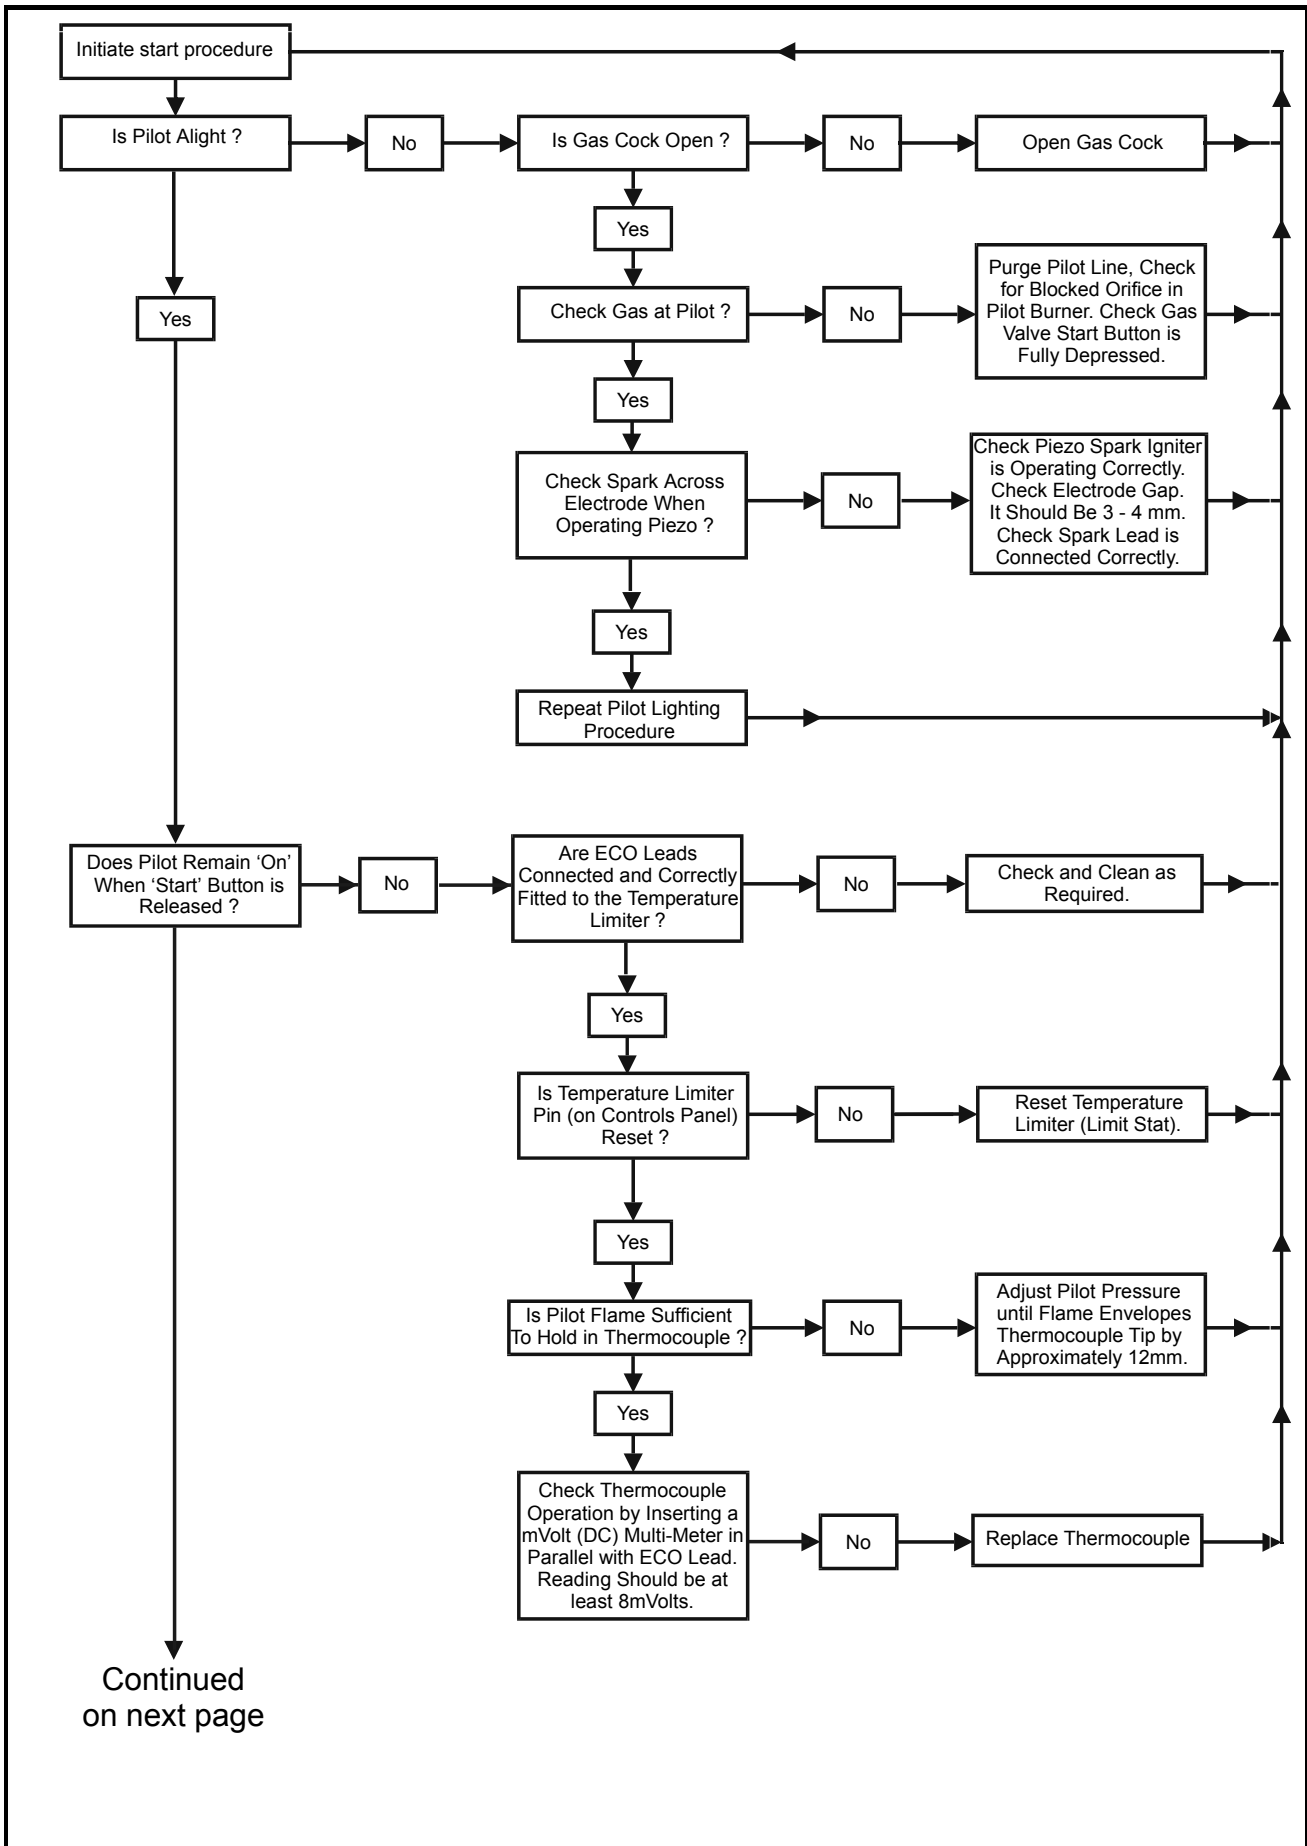 Initiate start procedure
Is Pilot Alight ?
No
Is Gas Cock Open ?
No
Open Gas Cock
Yes
Yes
Check Gas at Pilot ?
No
Purge Pilot Line, Check
for Blocked Orifice in
Pilot Burner. Check Gas
Valve Start Button is
Fully Depressed.
Yes
Check Spark Across
Electrode When
Operating Piezo ?
No
Check Piezo Spark Igniter
is Operating Correctly.
Check Electrode Gap.
It Should Be 3 - 4 mm.
Check Spark Lead is
Connected Correctly.
Yes
Repeat Pilot Lighting
Procedure
Does Pilot Remain ‘On’
When ‘Start’ Button is
Released ?
No
Are ECO Leads
Connected and Correctly
Fitted to the Temperature
Limiter ?
No
Check and Clean as
Required.
Yes
Is Temperature Limiter
Pin (on Controls Panel)
Reset ?
No
Reset Temperature
Limiter (Limit Stat).
Yes
Is Pilot Flame Sufficient
To Hold in Thermocouple ?
No
Adjust Pilot Pressure
until Flame Envelopes
Thermocouple Tip by
Approximately 12mm.
Yes
Check Thermocouple
Operation by Inserting a
mVolt (DC) Multi-Meter in
Parallel with ECO Lead.
Reading Should be at
least 8mVolts.
No
Replace Thermocouple
Continued
on next page